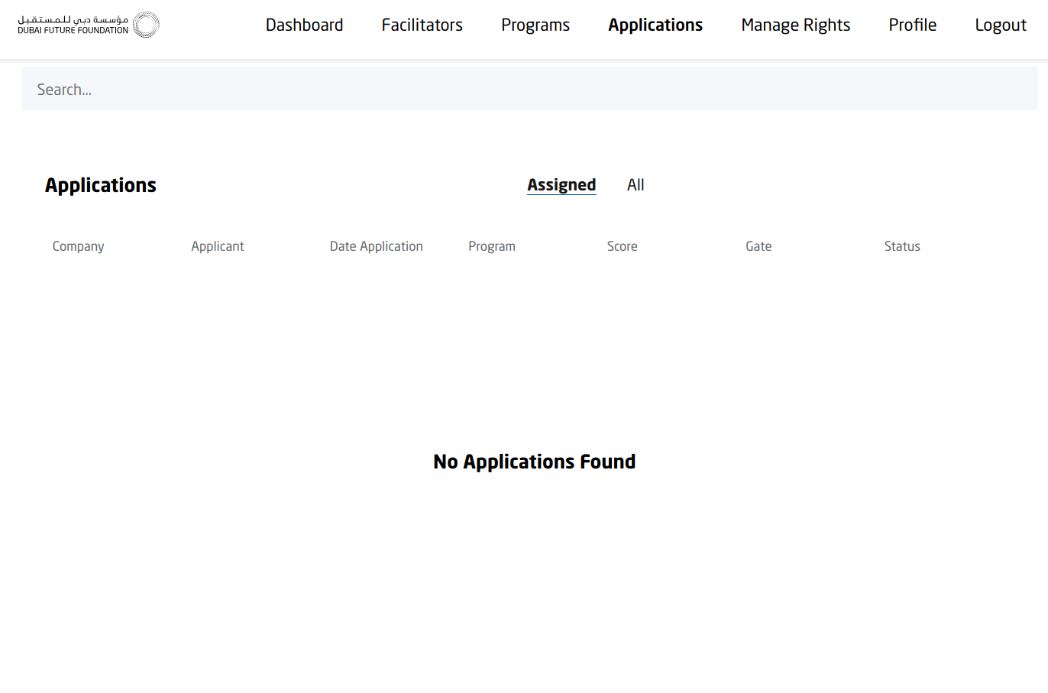 مؤسسة دبي للمستقبل
DUBAI FUTURE FOUNDATION
Dashboard Facilitators Programs Applications Manage Rights Profile Logout
Search...
Applications Assigned All
Company Applicant Date Application Program Score Gate Status
No Applications Found